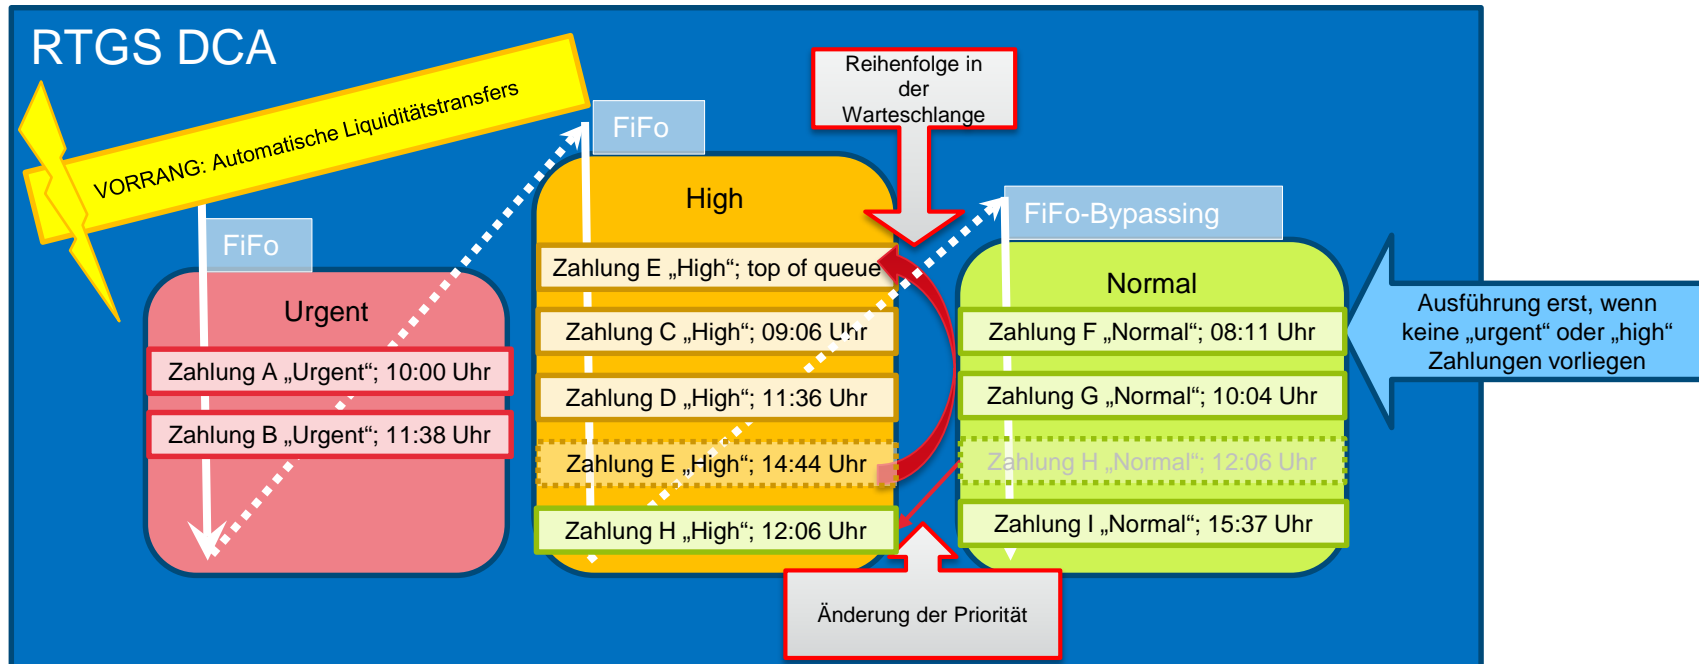 RTGS DCA
VORRANG: Automatische Liquiditätstransfers
FiFo
Urgent
Zahlung A „Urgent“; 10:00 Uhr
Zahlung B „Urgent“; 11:38 Uhr
FiFo
High
Zahlung E „High“; top of queue
Zahlung C „High“; 09:06 Uhr
Zahlung D „High“; 11:36 Uhr
Zahlung E „High“; 14:44 Uhr
Zahlung H „High“; 12:06 Uhr
Reihenfolge in
der
Warteschlange
FiFo-Bypassing
Normal
Zahlung F „Normal“; 08:11 Uhr
Zahlung G „Normal“; 10:04 Uhr
Zahlung H „Normal“; 12:06 Uhr
Zahlung I „Normal“; 15:37 Uhr
Ausführung erst, wenn
keine „urgent“ oder „high“
Zahlungen vorliegen
Änderung der Priorität